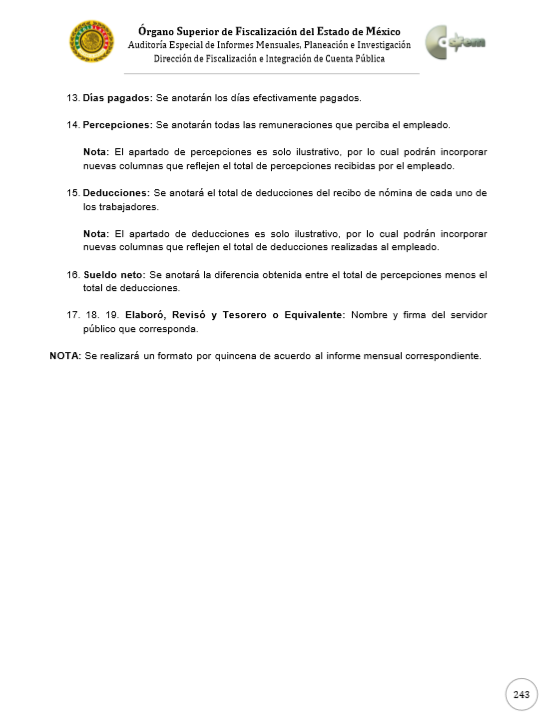 Órgano Superior de Fiscalización del Estado de México
Auditoría Especial de Informes Mensuales, Planeación e Investigación
Dirección de Fiscalización e Integración de Cuenta Pública
13. Días pagados: Se anotarán los días efectivamente pagados.
14. Percepciones: Se anotarán todas las remuneraciones que perciba el empleado.
Nota: El apartado de percepciones es solo ilustrativo, por lo cual podrán incorporar
nuevas columnas que reflejen el total de percepciones recibidas por el empleado.
15. Deducciones: Se anotará el total de deducciones del recibo de nómina de cada uno de
los trabajadores.
Nota: El apartado de deducciones es solo ilustrativo, por lo cual podrán incorporar
nuevas columnas que reflejen el total de deducciones realizadas al empleado.
16. Sueldo neto: Se anotará la diferencia obtenida entre el total de percepciones menos el
total de deducciones.
17. 18. 19. Elaboró, Revisó y Tesorero o Equivalente: Nombre y firma del servidor
público que corresponda.
NOTA: Se realizará un formato por quincena de acuerdo al informe mensual correspondiente.
243